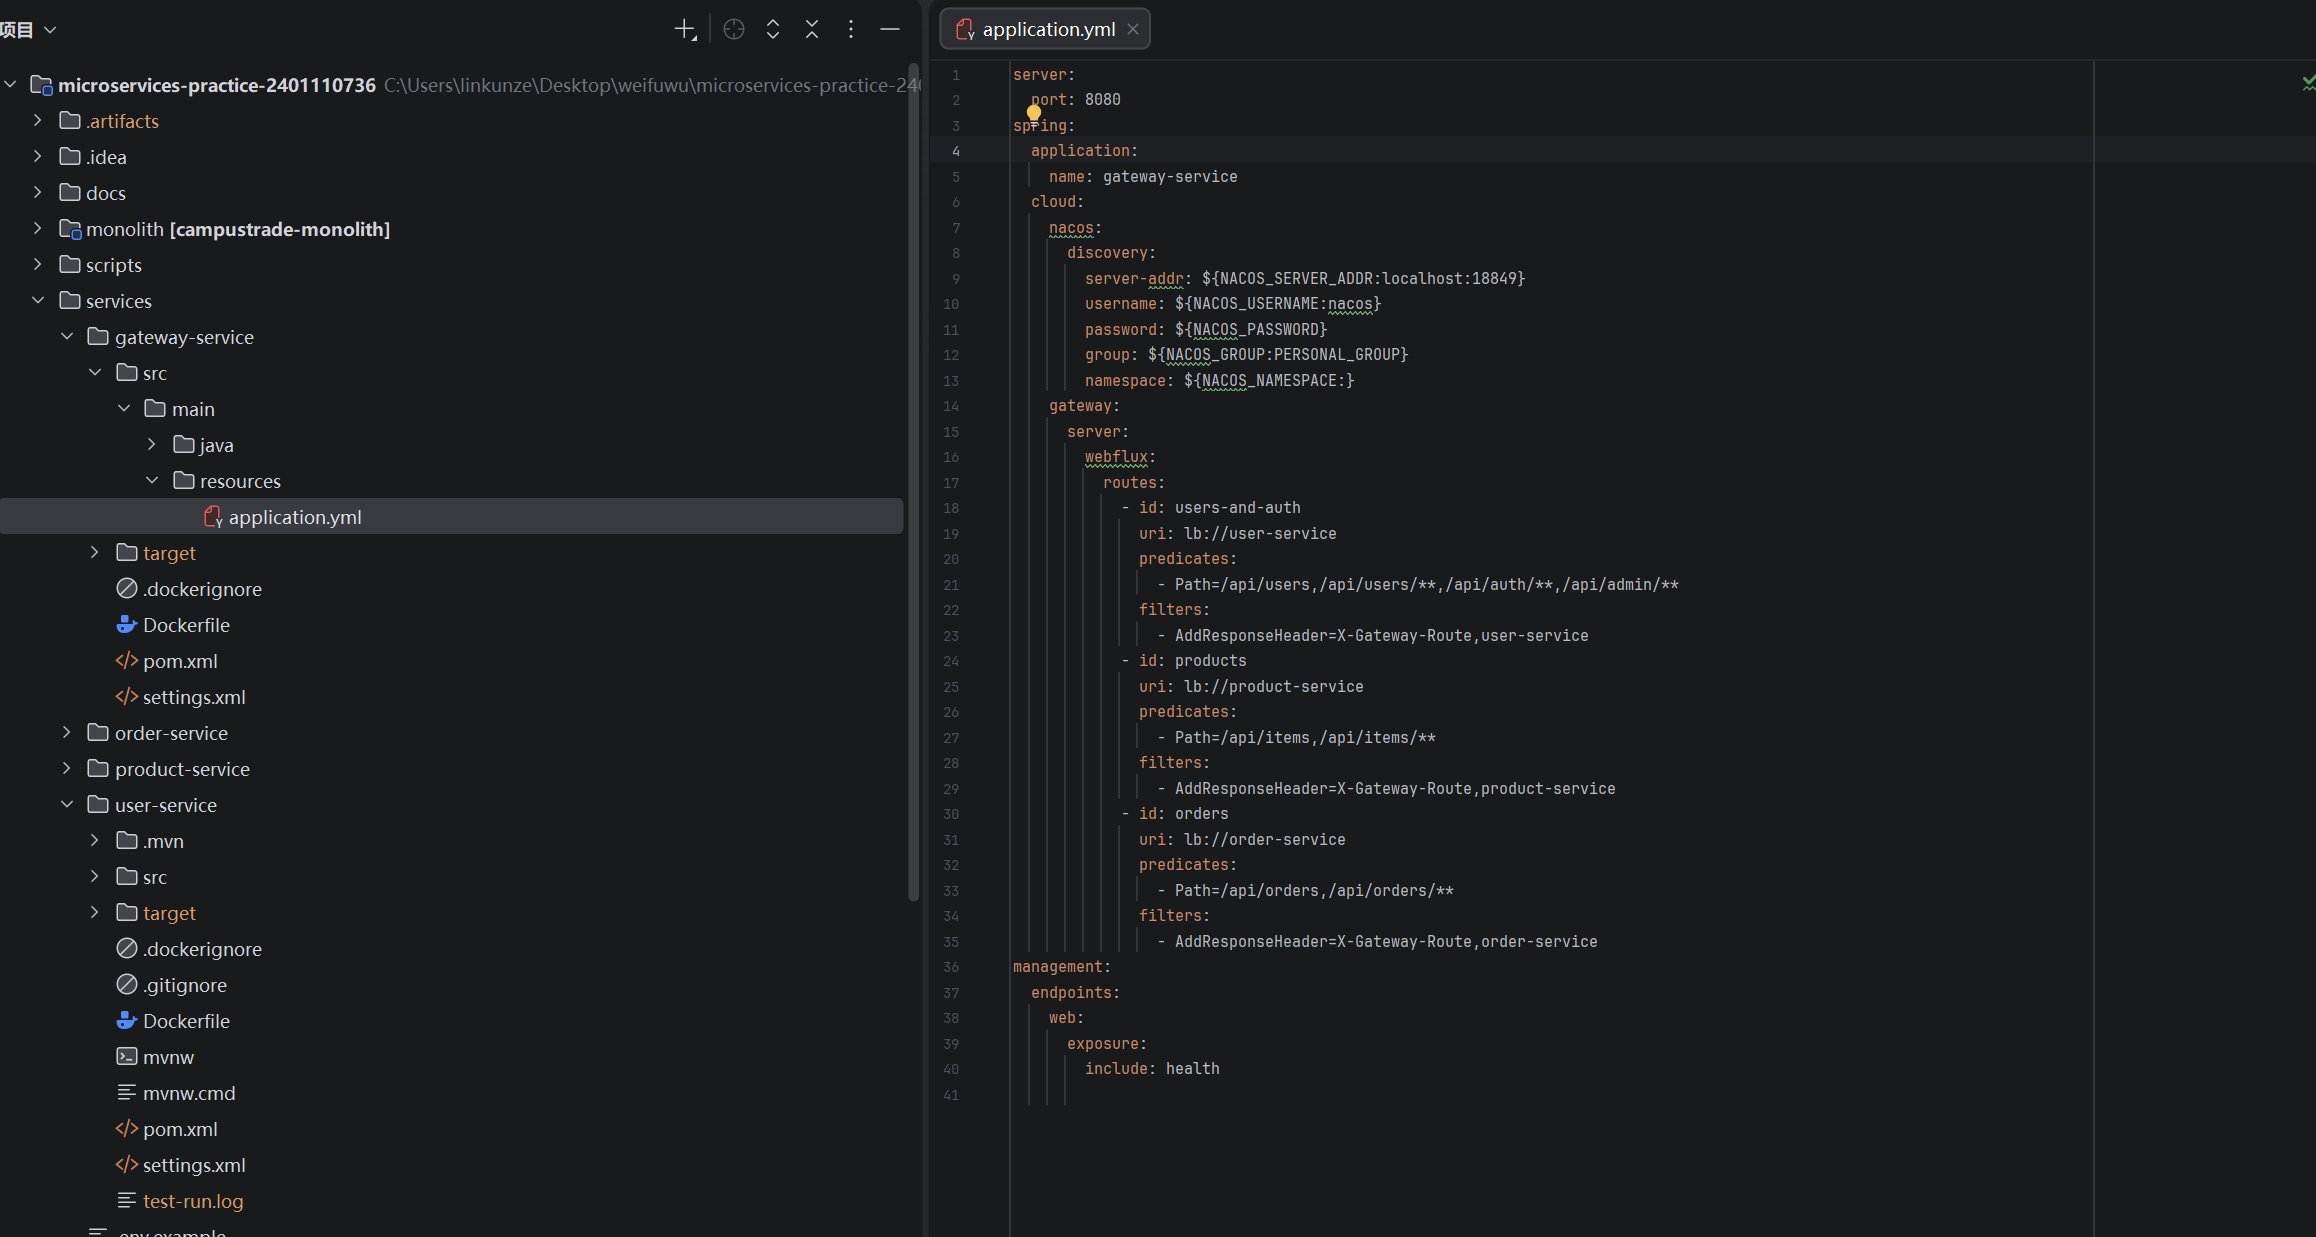 项目
microservices-practice-2401110736 C:\Users\linkunze\Desktop\weifuwu\microservices-practice-240
.artifacts
.idea
docs
monolith [campustrade-monolith]
scripts
services
gateway-service
src
main
java
resources
application.yml
target
.dockerignore
Dockerfile
pom.xml
settings.xml
order-service
product-service
user-service
.mvn
src
target
.dockerignore
.gitignore
Dockerfile
mvnw
mvnw.cmd
pom.xml
settings.xml
test-run.log
.env.example
application.yml
1 server:
2 port: 8080
3 spring:
4 application:
5 name: gateway-service
6 cloud:
7 nacos:
8 discovery:
9 server-addr: ${NACOS_SERVER_ADDR:localhost:18849}
10 username: ${NACOS_USERNAME:nacos}
11 password: ${NACOS_PASSWORD}
12 group: ${NACOS_GROUP:PERSONAL_GROUP}
13 namespace: ${NACOS_NAMESPACE:}
14 gateway:
15 server:
16 webflux:
17 routes:
18 - id: users-and-auth
19 uri: lb://user-service
20 predicates:
21 - Path=/api/users,/api/users/**,/api/auth/**,/api/admin/**
22 filters:
23 - AddResponseHeader=X-Gateway-Route,user-service
24 - id: products
25 uri: lb://product-service
26 predicates:
27 - Path=/api/items,/api/items/**
28 filters:
29 - AddResponseHeader=X-Gateway-Route,product-service
30 - id: orders
31 uri: lb://order-service
32 predicates:
33 - Path=/api/orders,/api/orders/**
34 filters:
35 - AddResponseHeader=X-Gateway-Route,order-service
36 management:
37 endpoints:
38 web:
39 exposure:
40 include: health
41